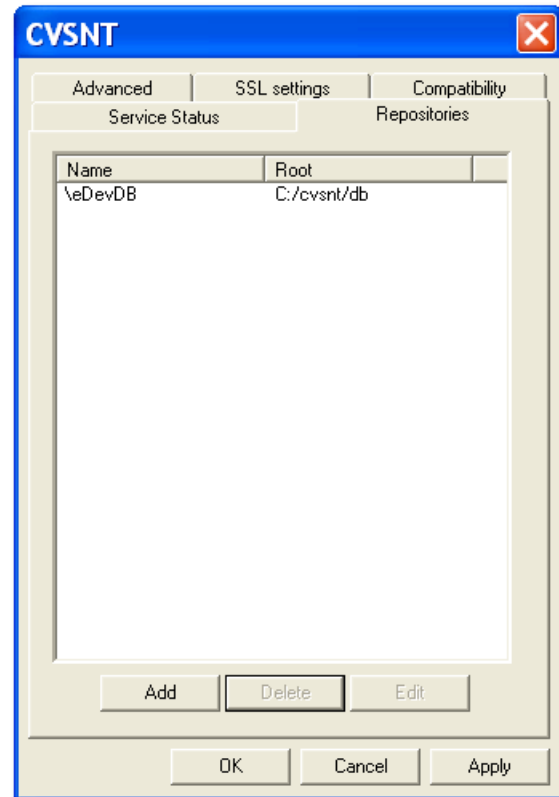 CVSNT
Advanced SSL settings Compatibility
Service Status Repositories
Name Root
\eDevDB C:/cvsnt/db
Add Delete Edit
OK Cancel Apply